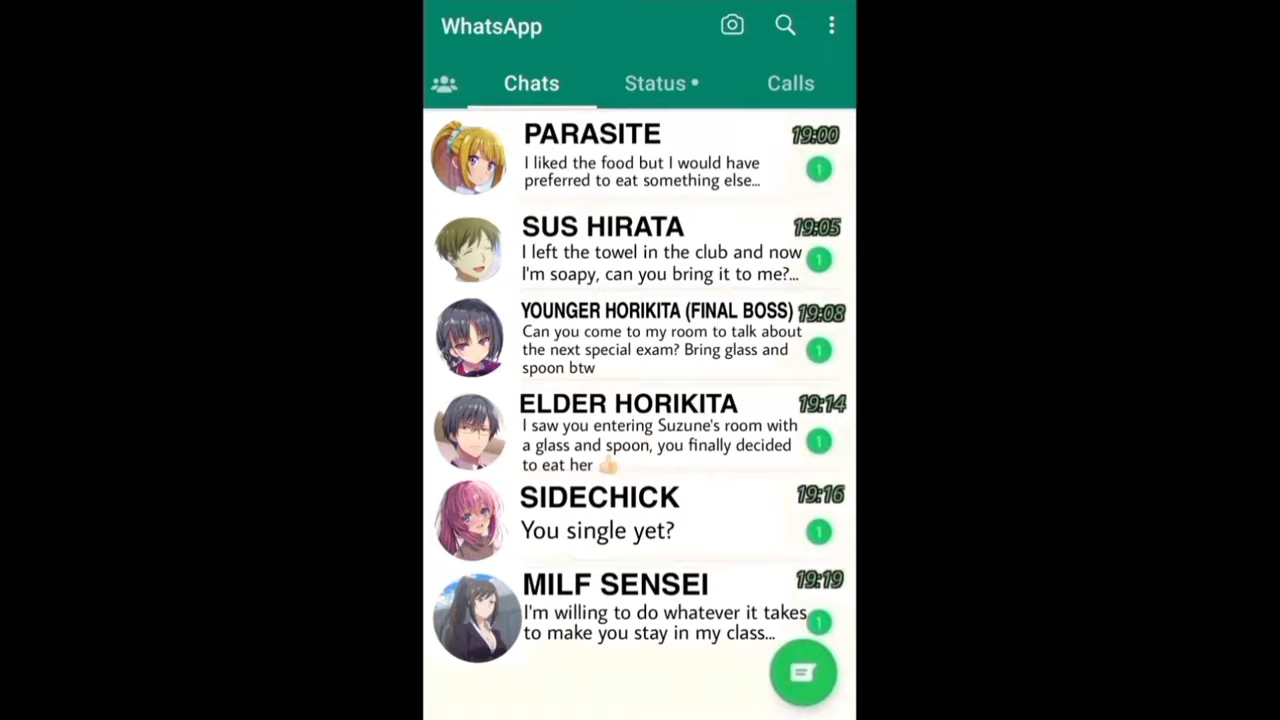 WhatsApp
Chats
Status •
Calls
PARASITE
19:00
I liked the food but I would have
preferred to eat something else...
1
SUS HIRATA
19:05
I left the towel in the club and now
I'm soapy, can you bring it to me?...
1
YOUNGER HORIKITA (FINAL BOSS)
19:08
Can you come to my room to talk about
the next special exam? Bring glass and
spoon btw
1
ELDER HORIKITA
19:14
I saw you entering Suzune's room with
a glass and spoon, you finally decided
to eat her 👍🏻
1
SIDECHICK
19:16
You single yet?
1
MILF SENSEI
19:19
I'm willing to do whatever it takes
to make you stay in my class...
1